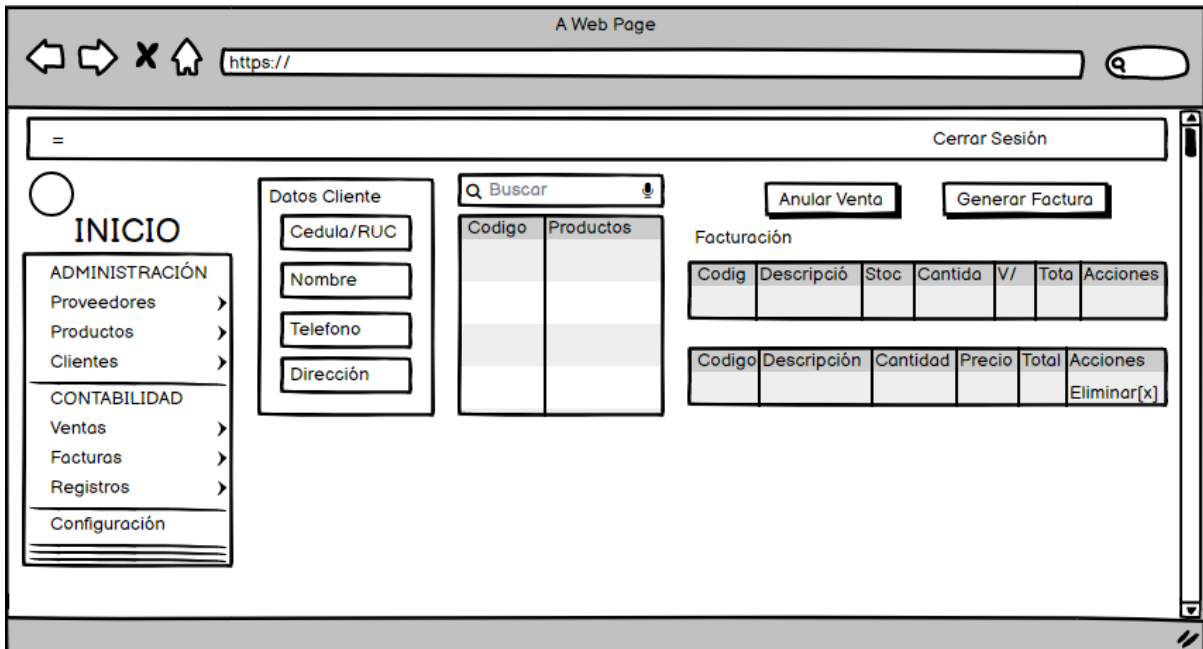 A Web Page
https://
= Cerrar Sesión
INICIO
ADMINISTRACIÓN
Proveedores
Productos
Clientes
CONTABILIDAD
Ventas
Facturas
Registros
Configuración
Datos Cliente
Cedula/RUC
Nombre
Telefono
Dirección
Buscar
Codigo Productos
Anular Venta Generar Factura
Facturación
Codig Descripció Stoc Cantida V/ Tota Acciones
Codigo Descripción Cantidad Precio Total Acciones
Eliminar[x]